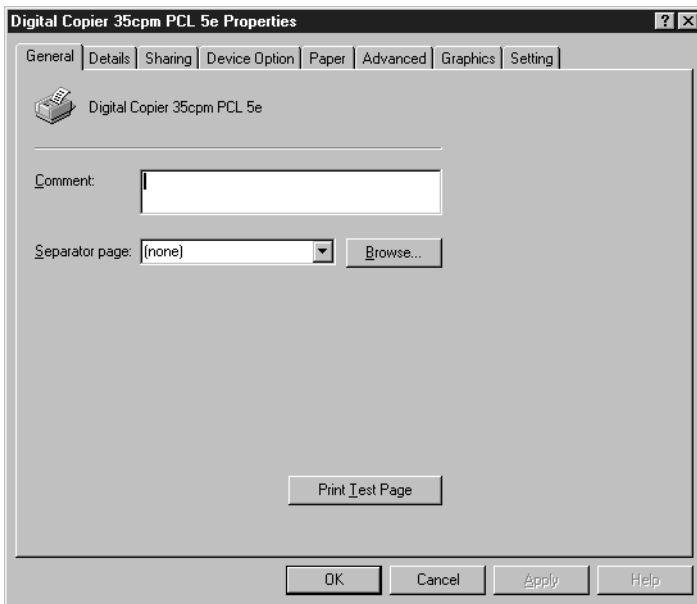 Digital Copier 35cpm PCL 5e Properties
General Details Sharing Device Option Paper Advanced Graphics Setting
Digital Copier 35cpm PCL 5e
Comment:
Separator page: (none) Browse...
Print Test Page
OK Cancel Apply Help